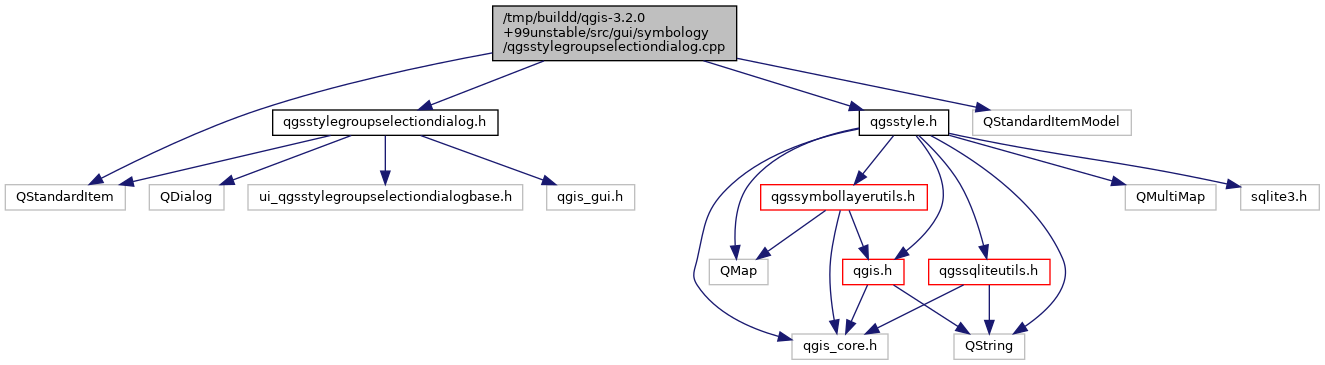 /tmp/buildd/qgis-3.2.0
+99unstable/src/gui/symbology
/qgsstylegroupselectiondialog.cpp
qgsstylegroupselectiondialog.h
qgsstyle.h
QStandardItemModel
QStandardItem
QDialog
ui_qgsstylegroupselectiondialogbase.h
qgis_gui.h
qgssymbollayerutils.h
QMultiMap
sqlite3.h
QMap
qgis.h
qgssqliteutils.h
qgis_core.h
QString